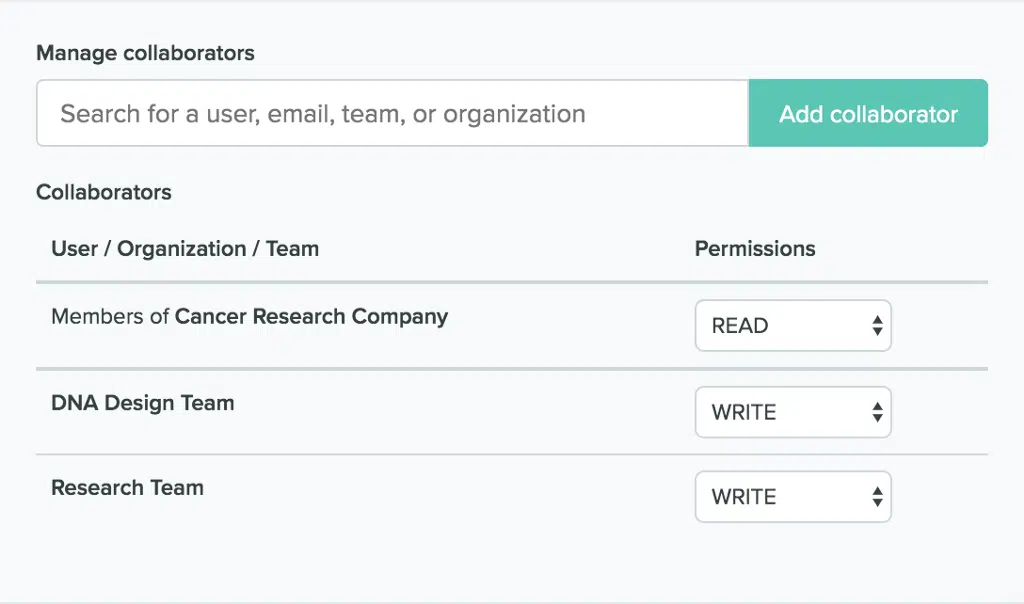 Manage collaborators
Search for a user, email, team, or organization
Add collaborator
Collaborators
User / Organization / Team
Permissions
Members of Cancer Research Company
READ
DNA Design Team
WRITE
Research Team
WRITE